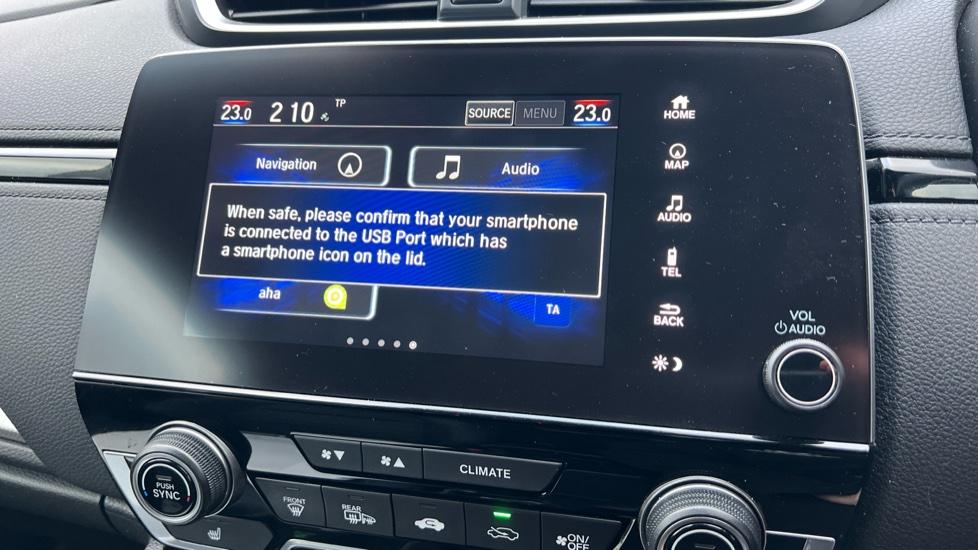 23.0 2 10 TP SOURCE MENU 23.0
Navigation Audio
When safe, please confirm that your smartphone
is connected to the USB Port which has
a smartphone icon on the lid.
aha TA
HOME
MAP
AUDIO
TEL
BACK
VOL
AUDIO
PUSH
SYNC
CLIMATE
FRONT
REAR
ON/
OFF